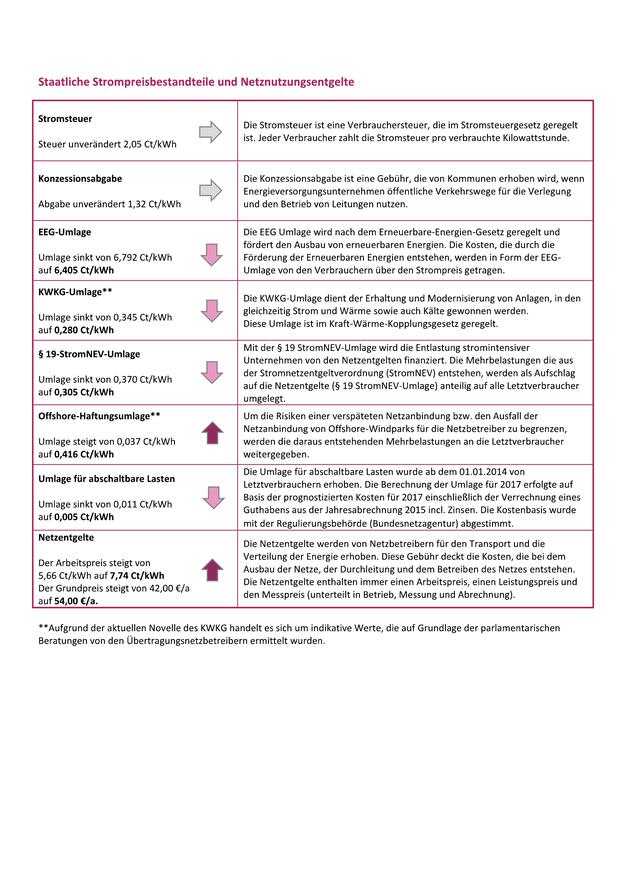 Staatliche Strompreisbestandteile und Netznutzungsentgelte
Stromsteuer
Steuer unverändert 2,05 Ct/kWh
Die Stromsteuer ist eine Verbrauchersteuer, die im Stromsteuergesetz geregelt
ist. Jeder Verbraucher zahlt die Stromsteuer pro verbrauchte Kilowattstunde.
Konzessionsabgabe
Abgabe unverändert 1,32 Ct/kWh
Die Konzessionsabgabe ist eine Gebühr, die von Kommunen erhoben wird, wenn
Energieversorgungsunternehmen öffentliche Verkehrswege für die Verlegung
und den Betrieb von Leitungen nutzen.
EEG-Umlage
Umlage sinkt von 6,792 Ct/kWh
auf 6,405 Ct/kWh
Die EEG Umlage wird nach dem Erneuerbare-Energien-Gesetz geregelt und
fördert den Ausbau von erneuerbaren Energien. Die Kosten, die durch die
Förderung der Erneuerbaren Energien entstehen, werden in Form der EEG-
Umlage von den Verbrauchern über den Strompreis getragen.
KWKG-Umlage**
Umlage sinkt von 0,345 Ct/kWh
auf 0,280 Ct/kWh
Die KWKG-Umlage dient der Erhaltung und Modernisierung von Anlagen, in den
gleichzeitig Strom und Wärme sowie auch Kälte gewonnen werden.
Diese Umlage ist im Kraft-Wärme-Kopplungsgesetz geregelt.
§ 19-StromNEV-Umlage
Umlage sinkt von 0,370 Ct/kWh
auf 0,305 Ct/kWh
Mit der § 19 StromNEV-Umlage wird die Entlastung stromintensiver
Unternehmen von den Netzentgelten finanziert. Die Mehrbelastungen die aus
der Stromnetzentgeltverordnung (StromNEV) entstehen, werden als Aufschlag
auf die Netzentgelte (§ 19 StromNEV-Umlage) anteilig auf alle Letztverbraucher
umgelegt.
Offshore-Haftungsumlage**
Umlage steigt von 0,037 Ct/kWh
auf 0,416 Ct/kWh
Um die Risiken einer verspäteten Netzanbindung bzw. den Ausfall der
Netzanbindung von Offshore-Windparks für die Netzbetreiber zu begrenzen,
werden die daraus entstehenden Mehrbelastungen an die Letztverbraucher
weitergegeben.
Umlage für abschaltbare Lasten
Umlage sinkt von 0,011 Ct/kWh
auf 0,005 Ct/kWh
Die Umlage für abschaltbare Lasten wurde ab dem 01.01.2014 von
Letztverbrauchern erhoben. Die Berechnung der Umlage für 2017 erfolgte auf
Basis der prognostizierten Kosten für 2017 einschließlich der Verrechnung eines
Guthabens aus der Jahresabrechnung 2015 incl. Zinsen. Die Kostenbasis wurde
mit der Regulierungsbehörde (Bundesnetzagentur) abgestimmt.
Netzentgelte
Der Arbeitspreis steigt von
5,66 Ct/kWh auf 7,74 Ct/kWh
Der Grundpreis steigt von 42,00 €/a
auf 54,00 €/a.
Die Netzentgelte werden von Netzbetreibern für den Transport und die
Verteilung der Energie erhoben. Diese Gebühr deckt die Kosten, die bei dem
Ausbau der Netze, der Durchleitung und dem Betreiben des Netzes entstehen.
Die Netzentgelte enthalten immer einen Arbeitspreis, einen Leistungspreis und
den Messpreis (unterteilt in Betrieb, Messung und Abrechnung).
**Aufgrund der aktuellen Novelle des KWKG handelt es sich um indikative Werte, die auf Grundlage der parlamentarischen
Beratungen von den Übertragungsnetzbetreibern ermittelt wurden.